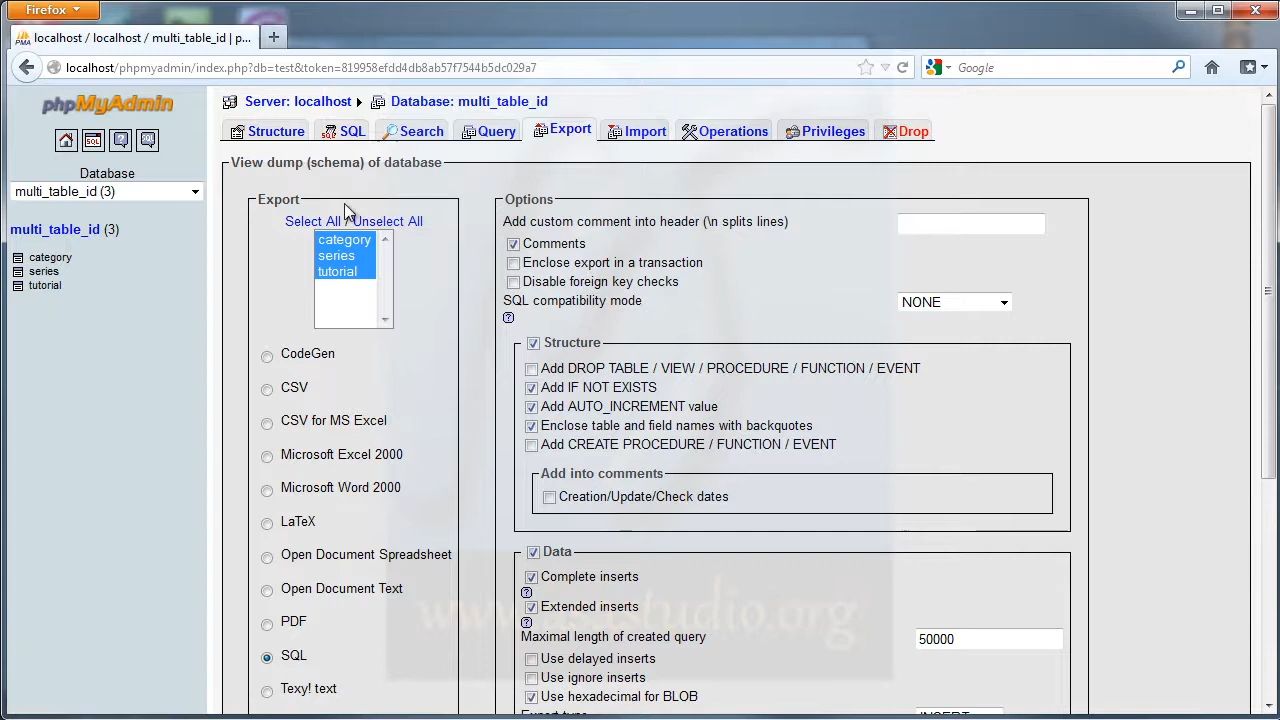 Firefox
localhost / localhost / multi_table_id | p...
localhost/phpmyadmin/index.php?db=test&token=819958efdd4db8ab57f7544b5dc029a7
Google
phpMyAdmin
Database
multi_table_id (3)
multi_table_id (3)
category
series
tutorial
Server: localhost
Database: multi_table_id
Structure
SQL
Search
Query
Export
Import
Operations
Privileges
Drop
View dump (schema) of database
Export
Select All / Unselect All
category
series
tutorial
CodeGen
CSV
CSV for MS Excel
Microsoft Excel 2000
Microsoft Word 2000
LaTeX
Open Document Spreadsheet
Open Document Text
PDF
SQL
Texy! text
Options
Add custom comment into header (\n splits lines)
Comments
Enclose export in a transaction
Disable foreign key checks
SQL compatibility mode
NONE
Structure
Add DROP TABLE / VIEW / PROCEDURE / FUNCTION / EVENT
Add IF NOT EXISTS
Add AUTO_INCREMENT value
Enclose table and field names with backquotes
Add CREATE PROCEDURE / FUNCTION / EVENT
Add into comments
Creation/Update/Check dates
Data
Complete inserts
Extended inserts
Maximal length of created query
50000
Use delayed inserts
Use ignore inserts
Use hexadecimal for BLOB
Export type
INSERT